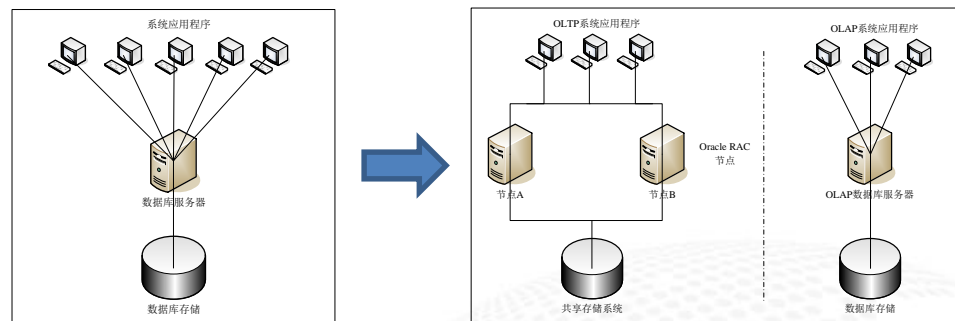 系统应用程序
数据库服务器
数据库存储
OLTP系统应用程序
Oracle RAC
节点
节点A
节点B
共享存储系统
OLAP系统应用程序
OLAP数据库服务器
数据库存储